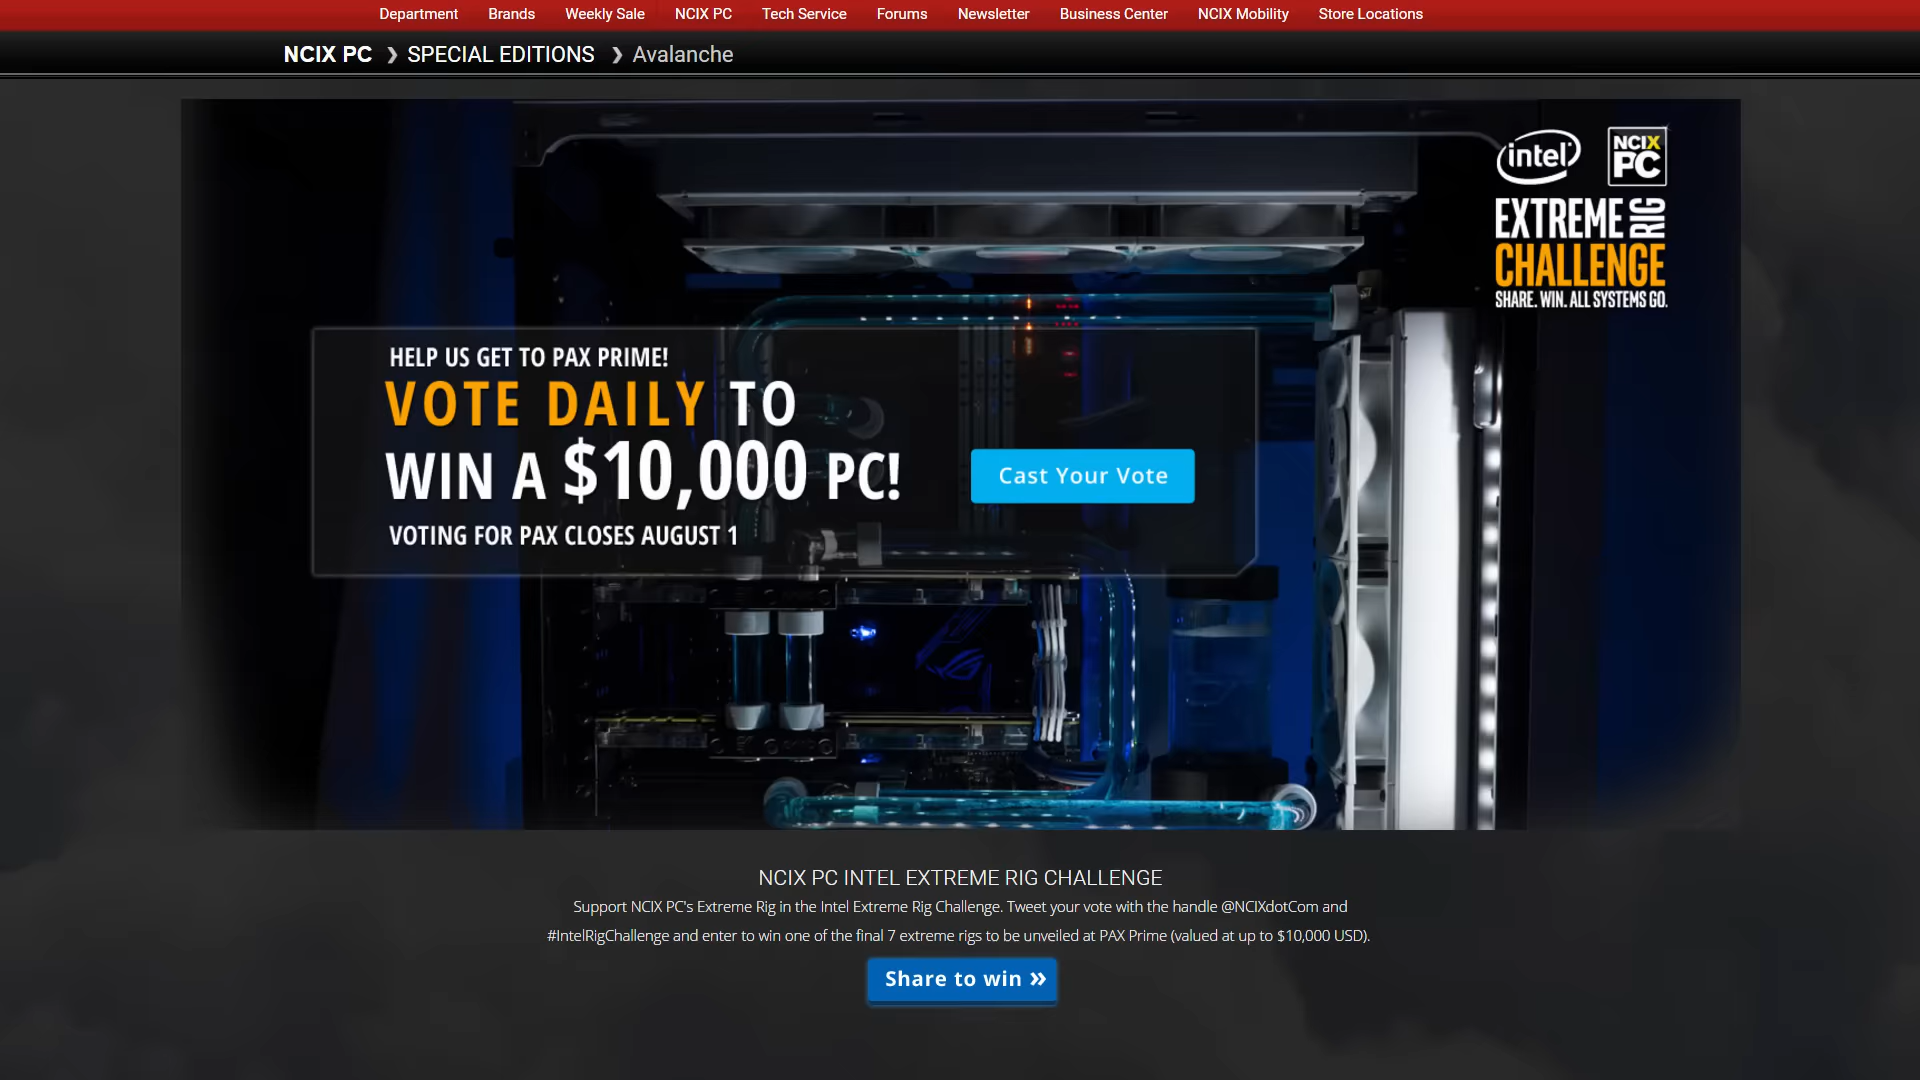 Department Brands Weekly Sale NCIX PC Tech Service Forums Newsletter Business Center NCIX Mobility Store Locations
NCIX PC ❯ SPECIAL EDITIONS ❯ Avalanche
intel NCIX PC
EXTREME RIG
CHALLENGE
SHARE. WIN. ALL SYSTEMS GO.
HELP US GET TO PAX PRIME!
VOTE DAILY TO
WIN A $10,000 PC!
Cast Your Vote
VOTING FOR PAX CLOSES AUGUST 1
NCIX PC INTEL EXTREME RIG CHALLENGE
Support NCIX PC's Extreme Rig in the Intel Extreme Rig Challenge. Tweet your vote with the handle @NCIXdotCom and
#IntelRigChallenge and enter to win one of the final 7 extreme rigs to be unveiled at PAX Prime (valued at up to $10,000 USD).
Share to win »